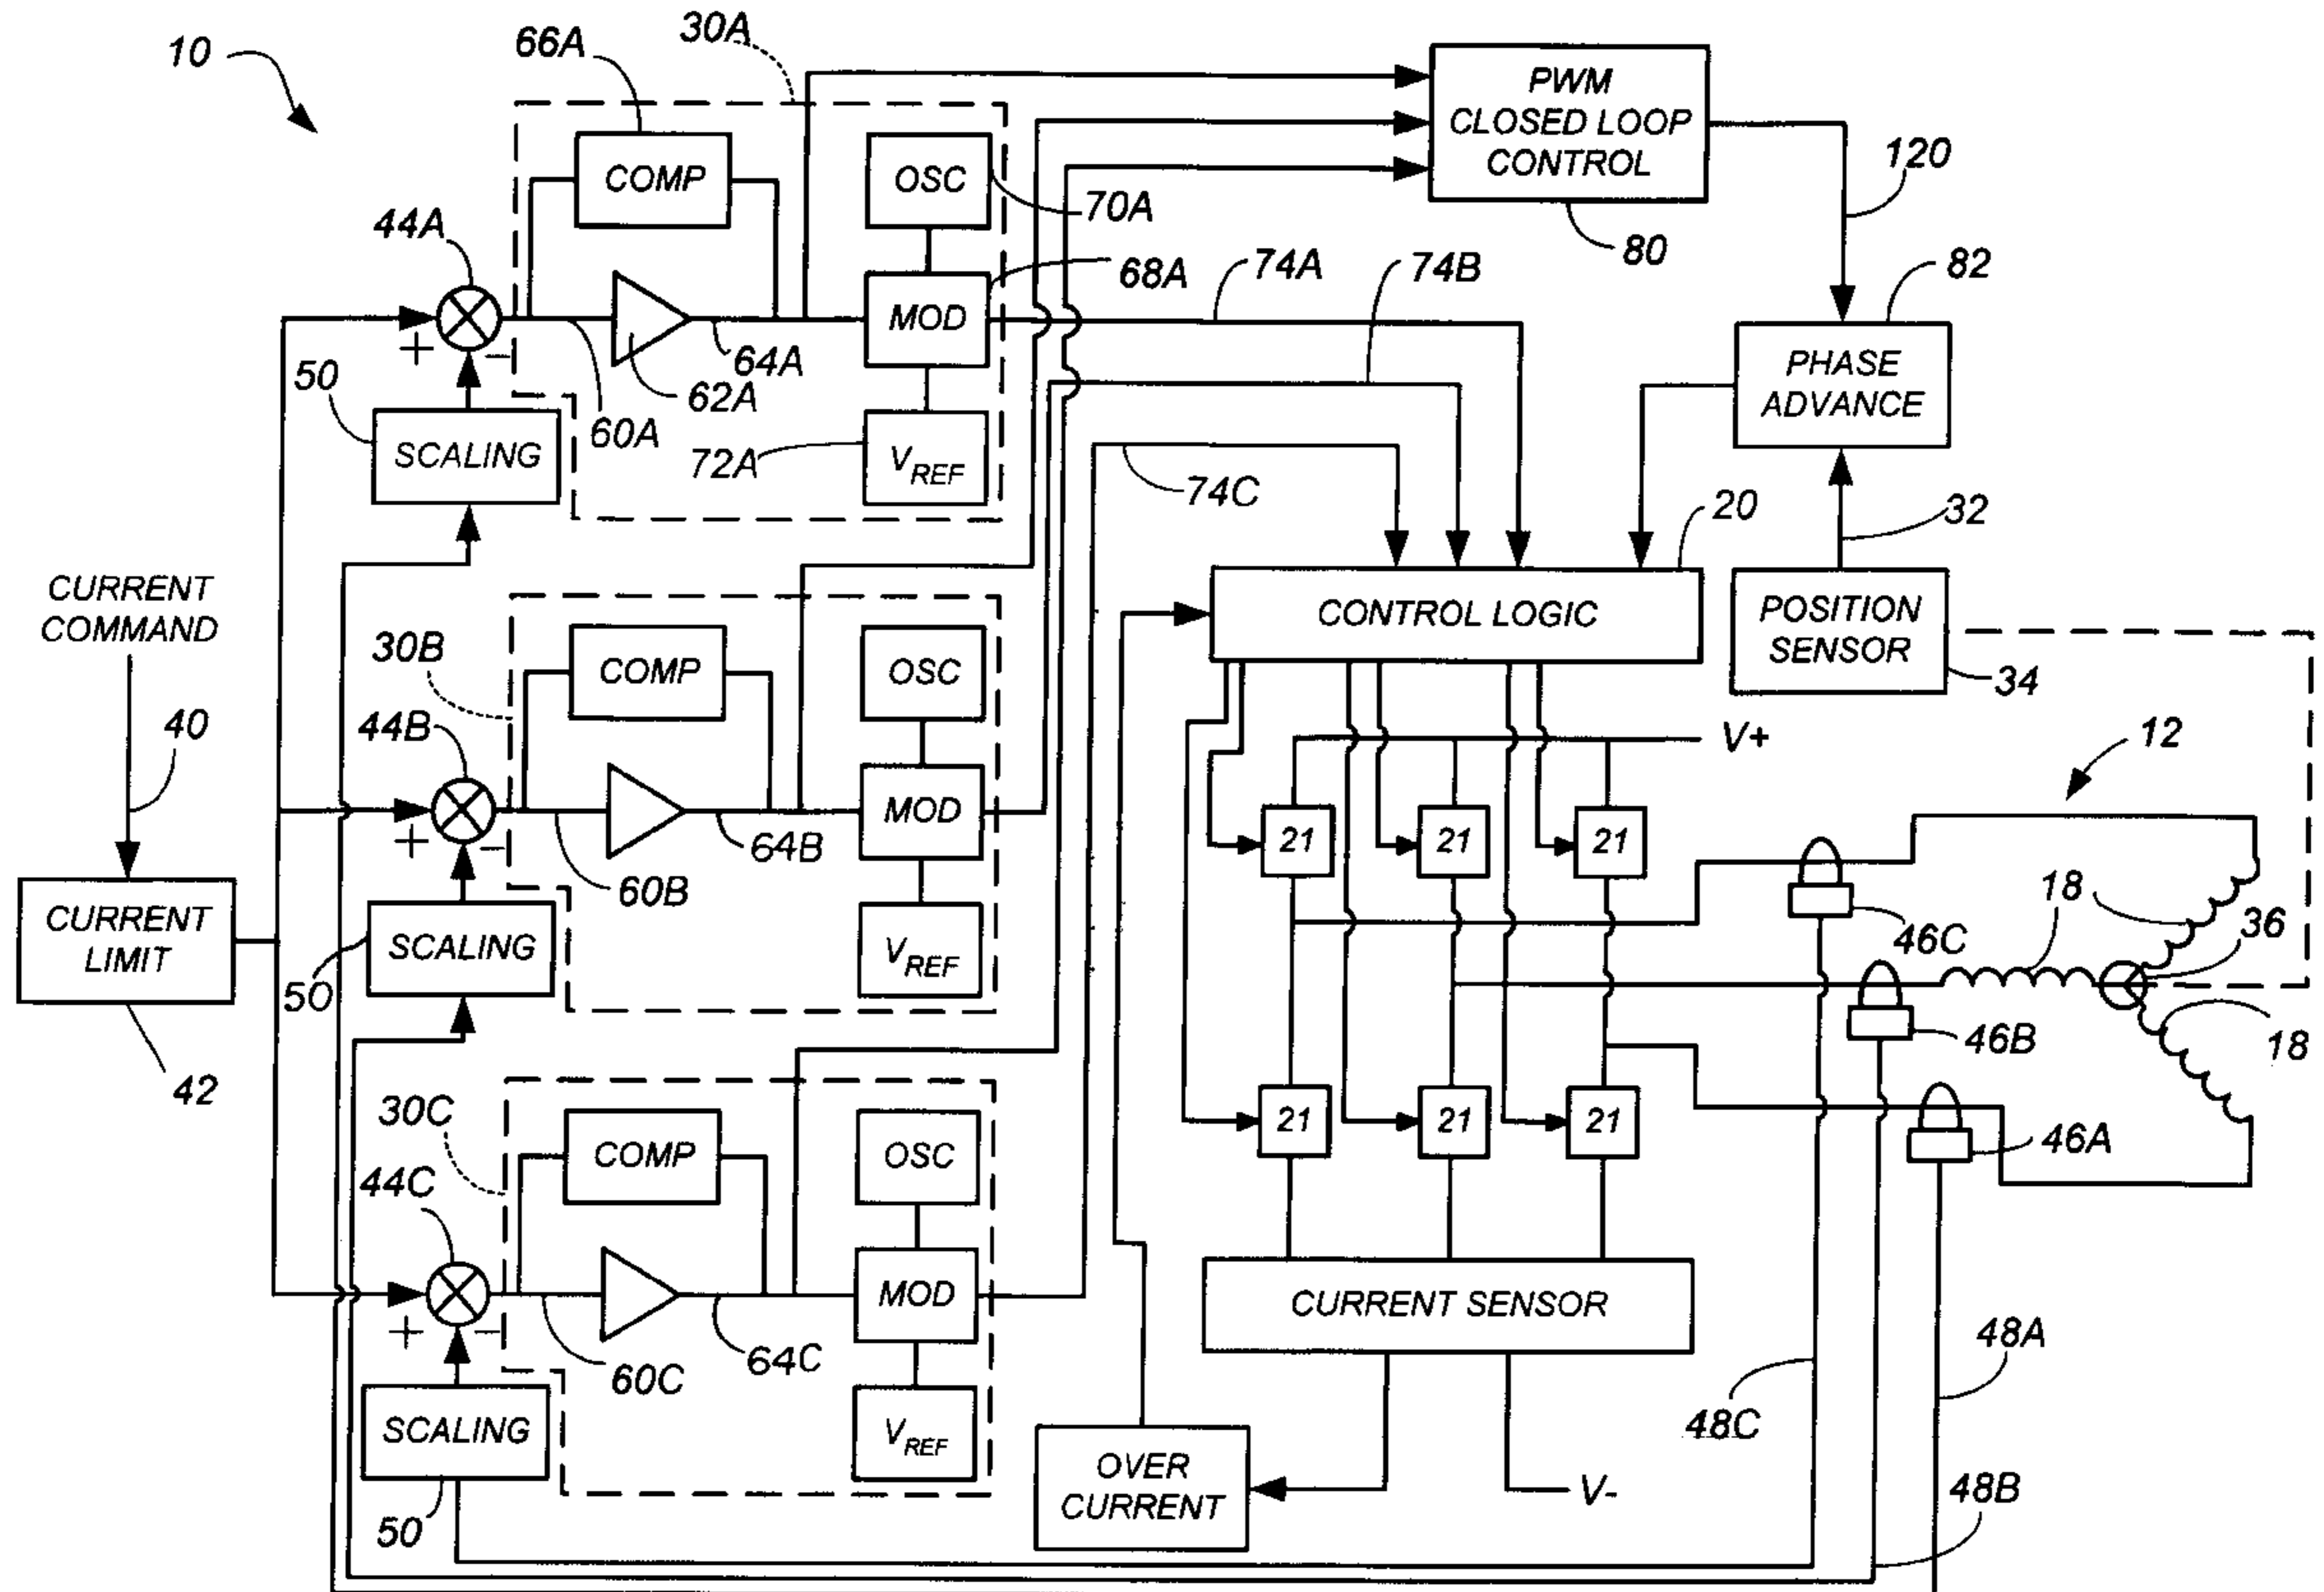 10
66A
30A
PWM
CLOSED LOOP
CONTROL
COMP
OSC
120
44A
70A
80
68A
74A
74B
82
MOD
+
-
64A
PHASE
ADVANCE
50
62A
60A
SCALING
72A
VREF
74C
20
32
CURRENT
COMMAND
CONTROL LOGIC
POSITION
SENSOR
30B
COMP
OSC
34
40
44B
V+
12
MOD
21
21
21
+
-
64B
60B
18
CURRENT
LIMIT
SCALING
46C
36
VREF
50
46B
18
42
30C
COMP
OSC
21
21
21
46A
44C
MOD
CURRENT SENSOR
+
-
64C
60C
48A
SCALING
VREF
48C
OVER
CURRENT
V-
48B
50